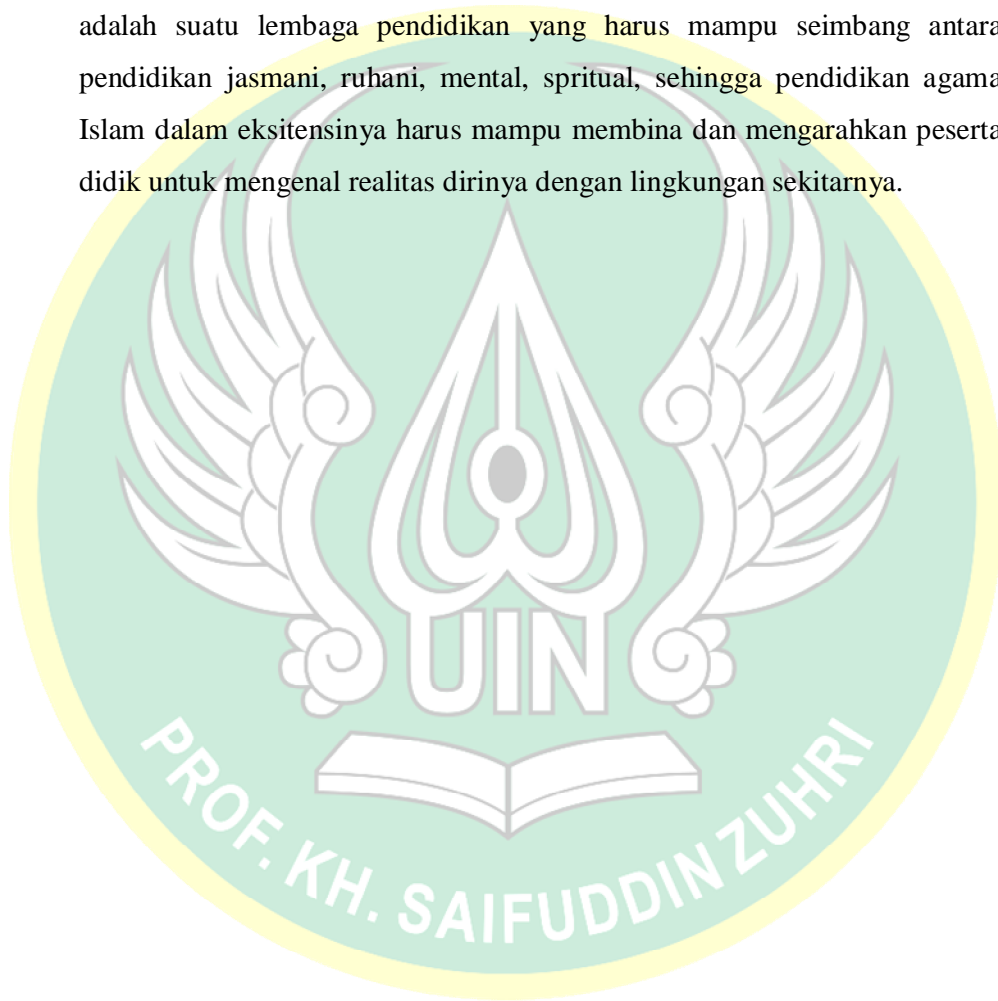 adalah suatu lembaga pendidikan yang harus mampu seimbang antara
pendidikan jasmani, ruhani, mental, spritual, sehingga pendidikan agama
Islam dalam eksitensinya harus mampu membina dan mengarahkan peserta
didik untuk mengenal realitas dirinya dengan lingkungan sekitarnya.
UIN
PROF. KH. SAIFUDDIN ZUHRI